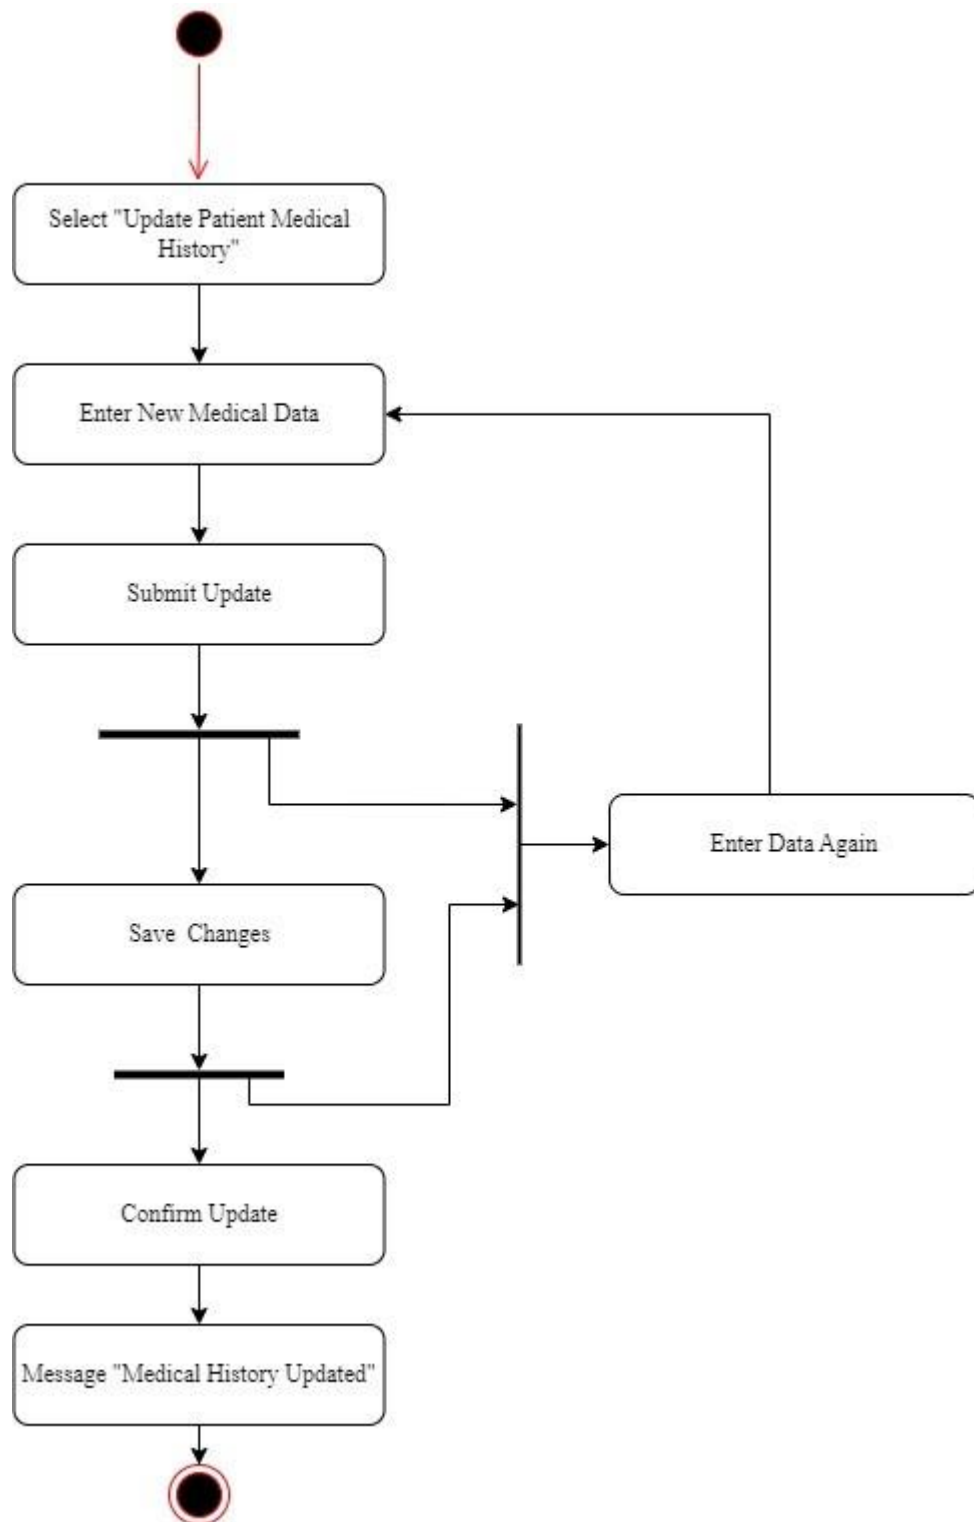 Select "Update Patient Medical
History"
Enter New Medical Data
Submit Update
Enter Data Again
Save Changes
Confirm Update
Message "Medical History Updated"